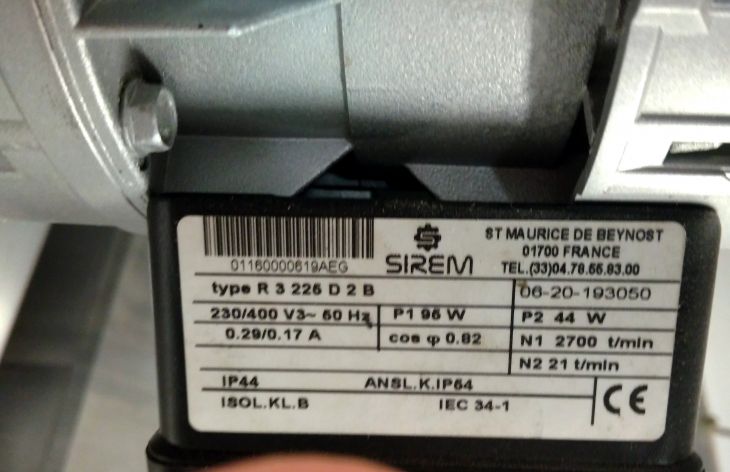 ST MAURICE DE BEYNOST
01700 FRANCE
TEL.(33)04.78.55.83.00
01160000619AEG
SIREM
type R 3 225 D 2 B
06-20-193050
230/400 V3~ 50 Hz
P1 95 W
P2 44 W
0.29/0.17 A
cos φ 0.82
N1 2700 t/min
N2 21 t/min
IP44
ANSL.K.IP54
CE
ISOL.KL.B
IEC 34-1